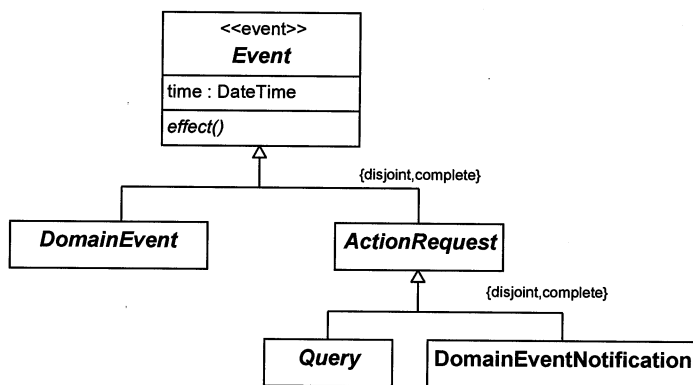 <<event>>
Event
time : DateTime
effect()
{disjoint,complete}
DomainEvent
ActionRequest
{disjoint,complete}
Query
DomainEventNotification